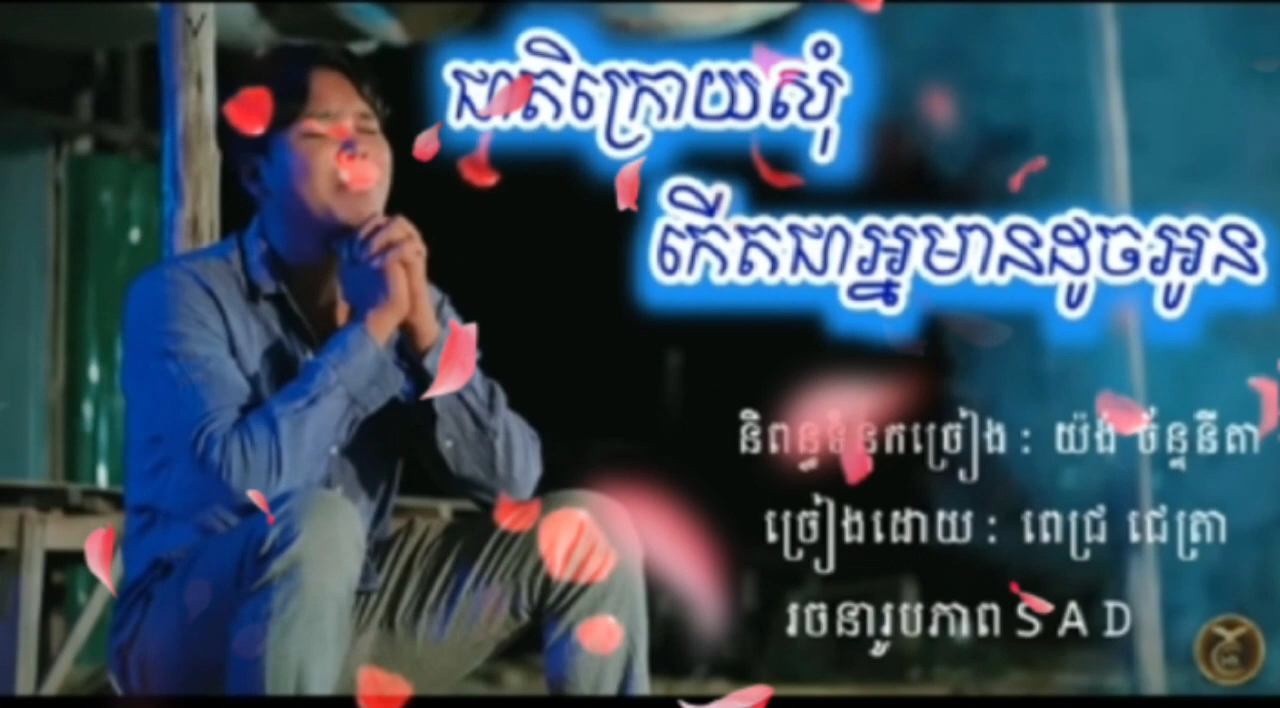 ជាតិក្រោយសុំ
កើតជាអ្នមានដូចអូន
និពន្ធទំនុកច្រៀង : យ៉ង់ ច័ន្ទនីតា
ច្រៀងដោយ : ពេជ្រ ជេត្រា
រចនារូបភាព S A D